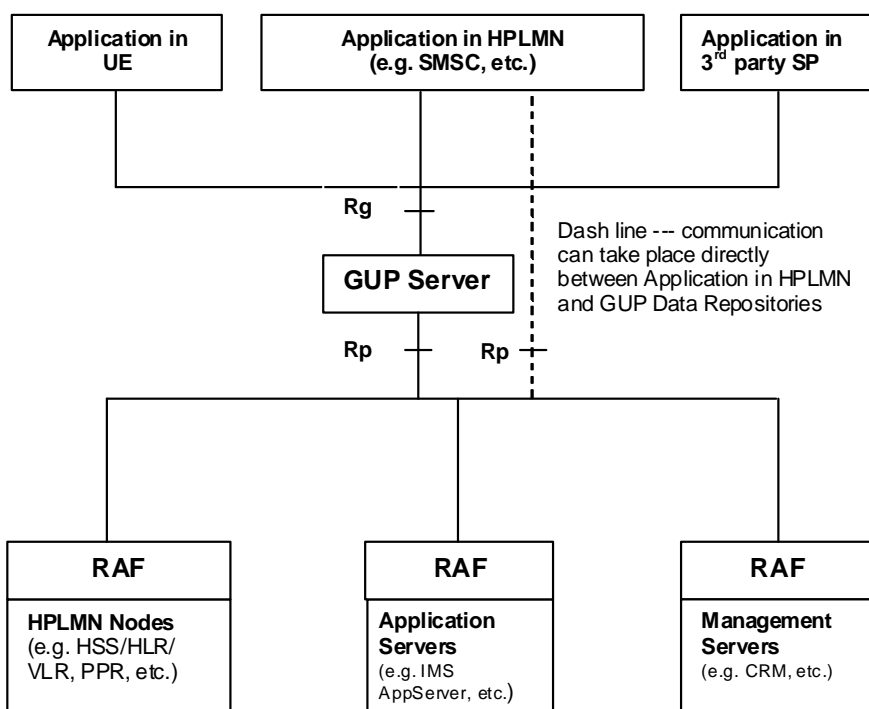 Application in
UE
Application in HPLMN
(e.g. SMSC, etc.)
Application in
3rd party SP
Rg
Dash line --- communication
can take place directly
between Application in HPLMN
and GUP Data Repositories
GUP Server
Rp
Rp
RAF
HPLMN Nodes
(e.g. HSS/HLR/
VLR, PPR, etc.)
RAF
Application
Servers
(e.g. IMS
AppServer, etc.)
RAF
Management
Servers
(e.g. CRM, etc.)